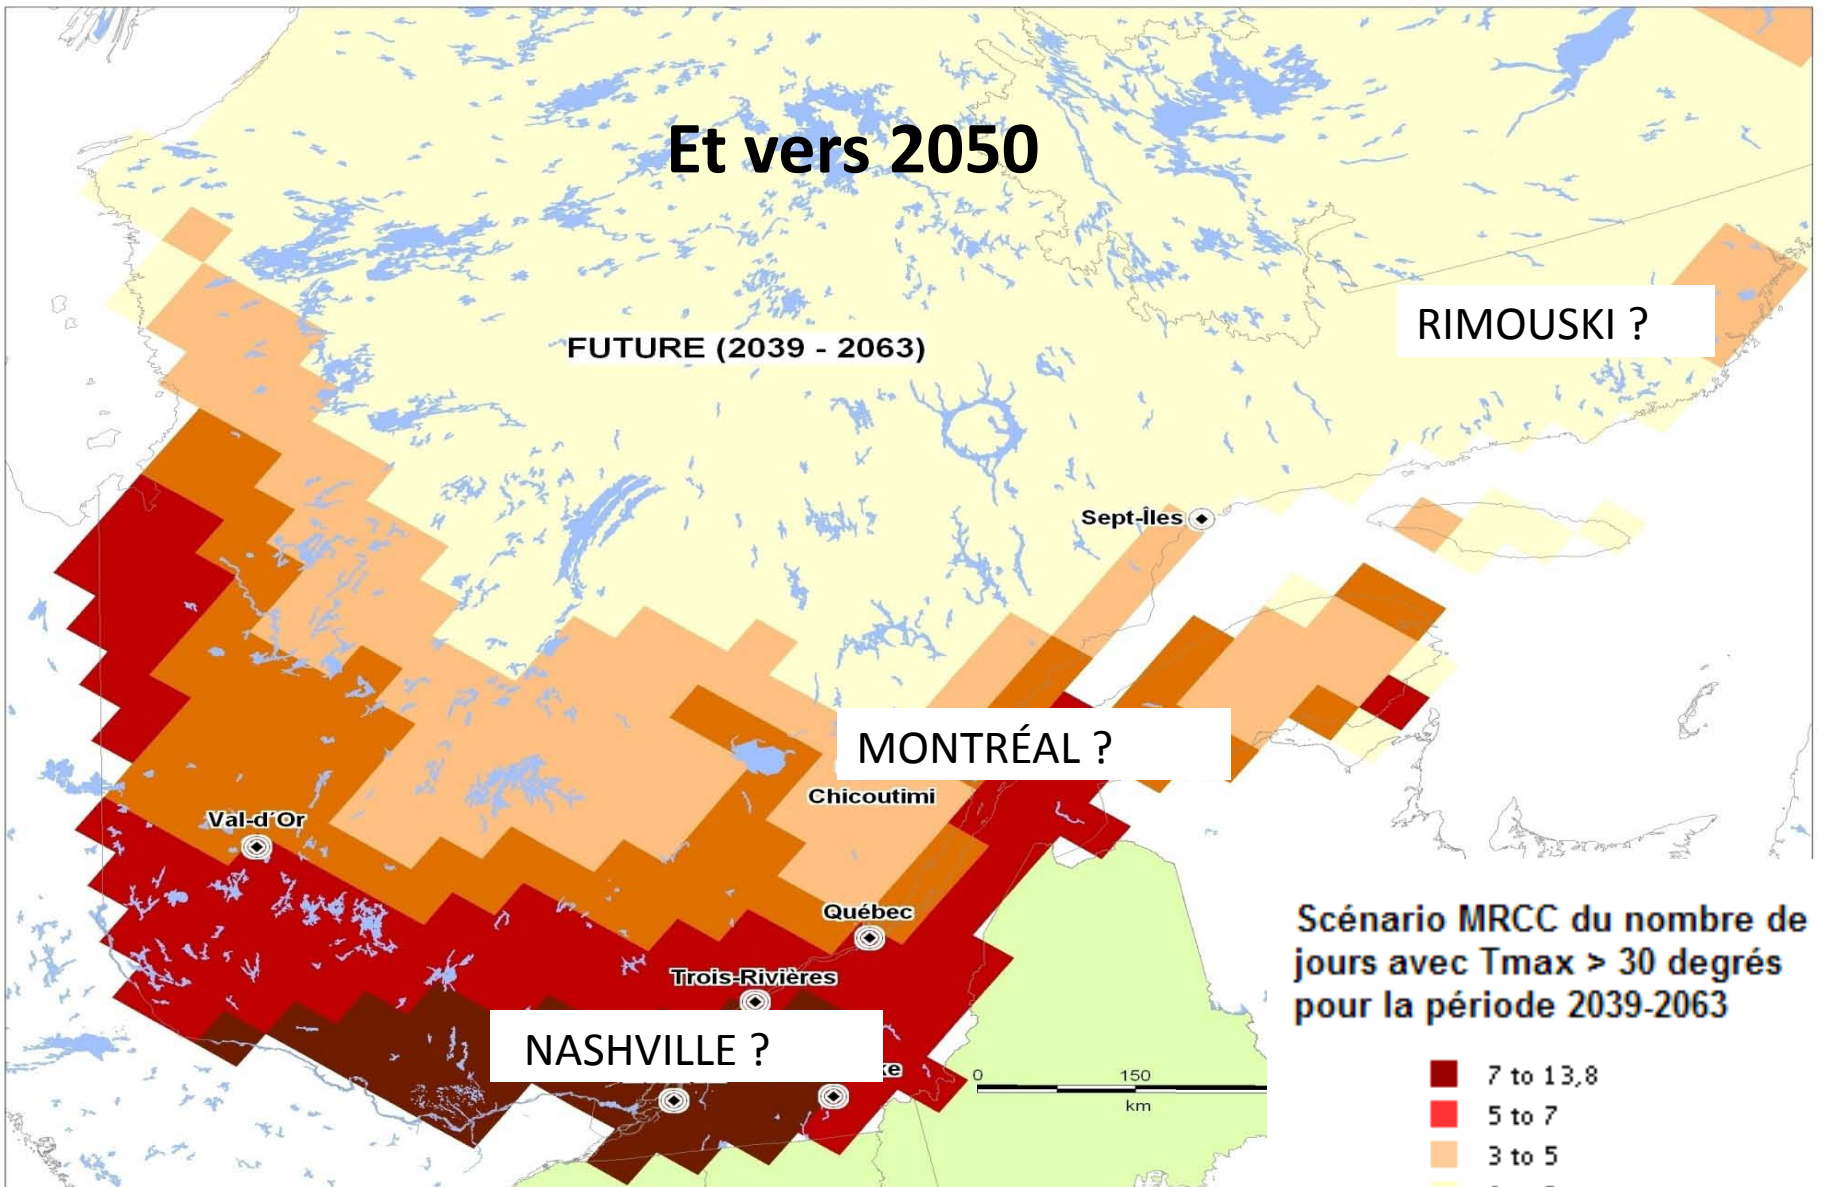 Et vers 2050
RIMOUSKI ?
FUTURE (2039 - 2063)
Sept-Îles
MONTRÉAL ?
Chicoutimi
Val-d'Or
Québec
Trois-Rivières
NASHVILLE ?
ke
0 150
km
Scénario MRCC du nombre de
jours avec Tmax > 30 degrés
pour la période 2039-2063
7 to 13,8
5 to 7
3 to 5